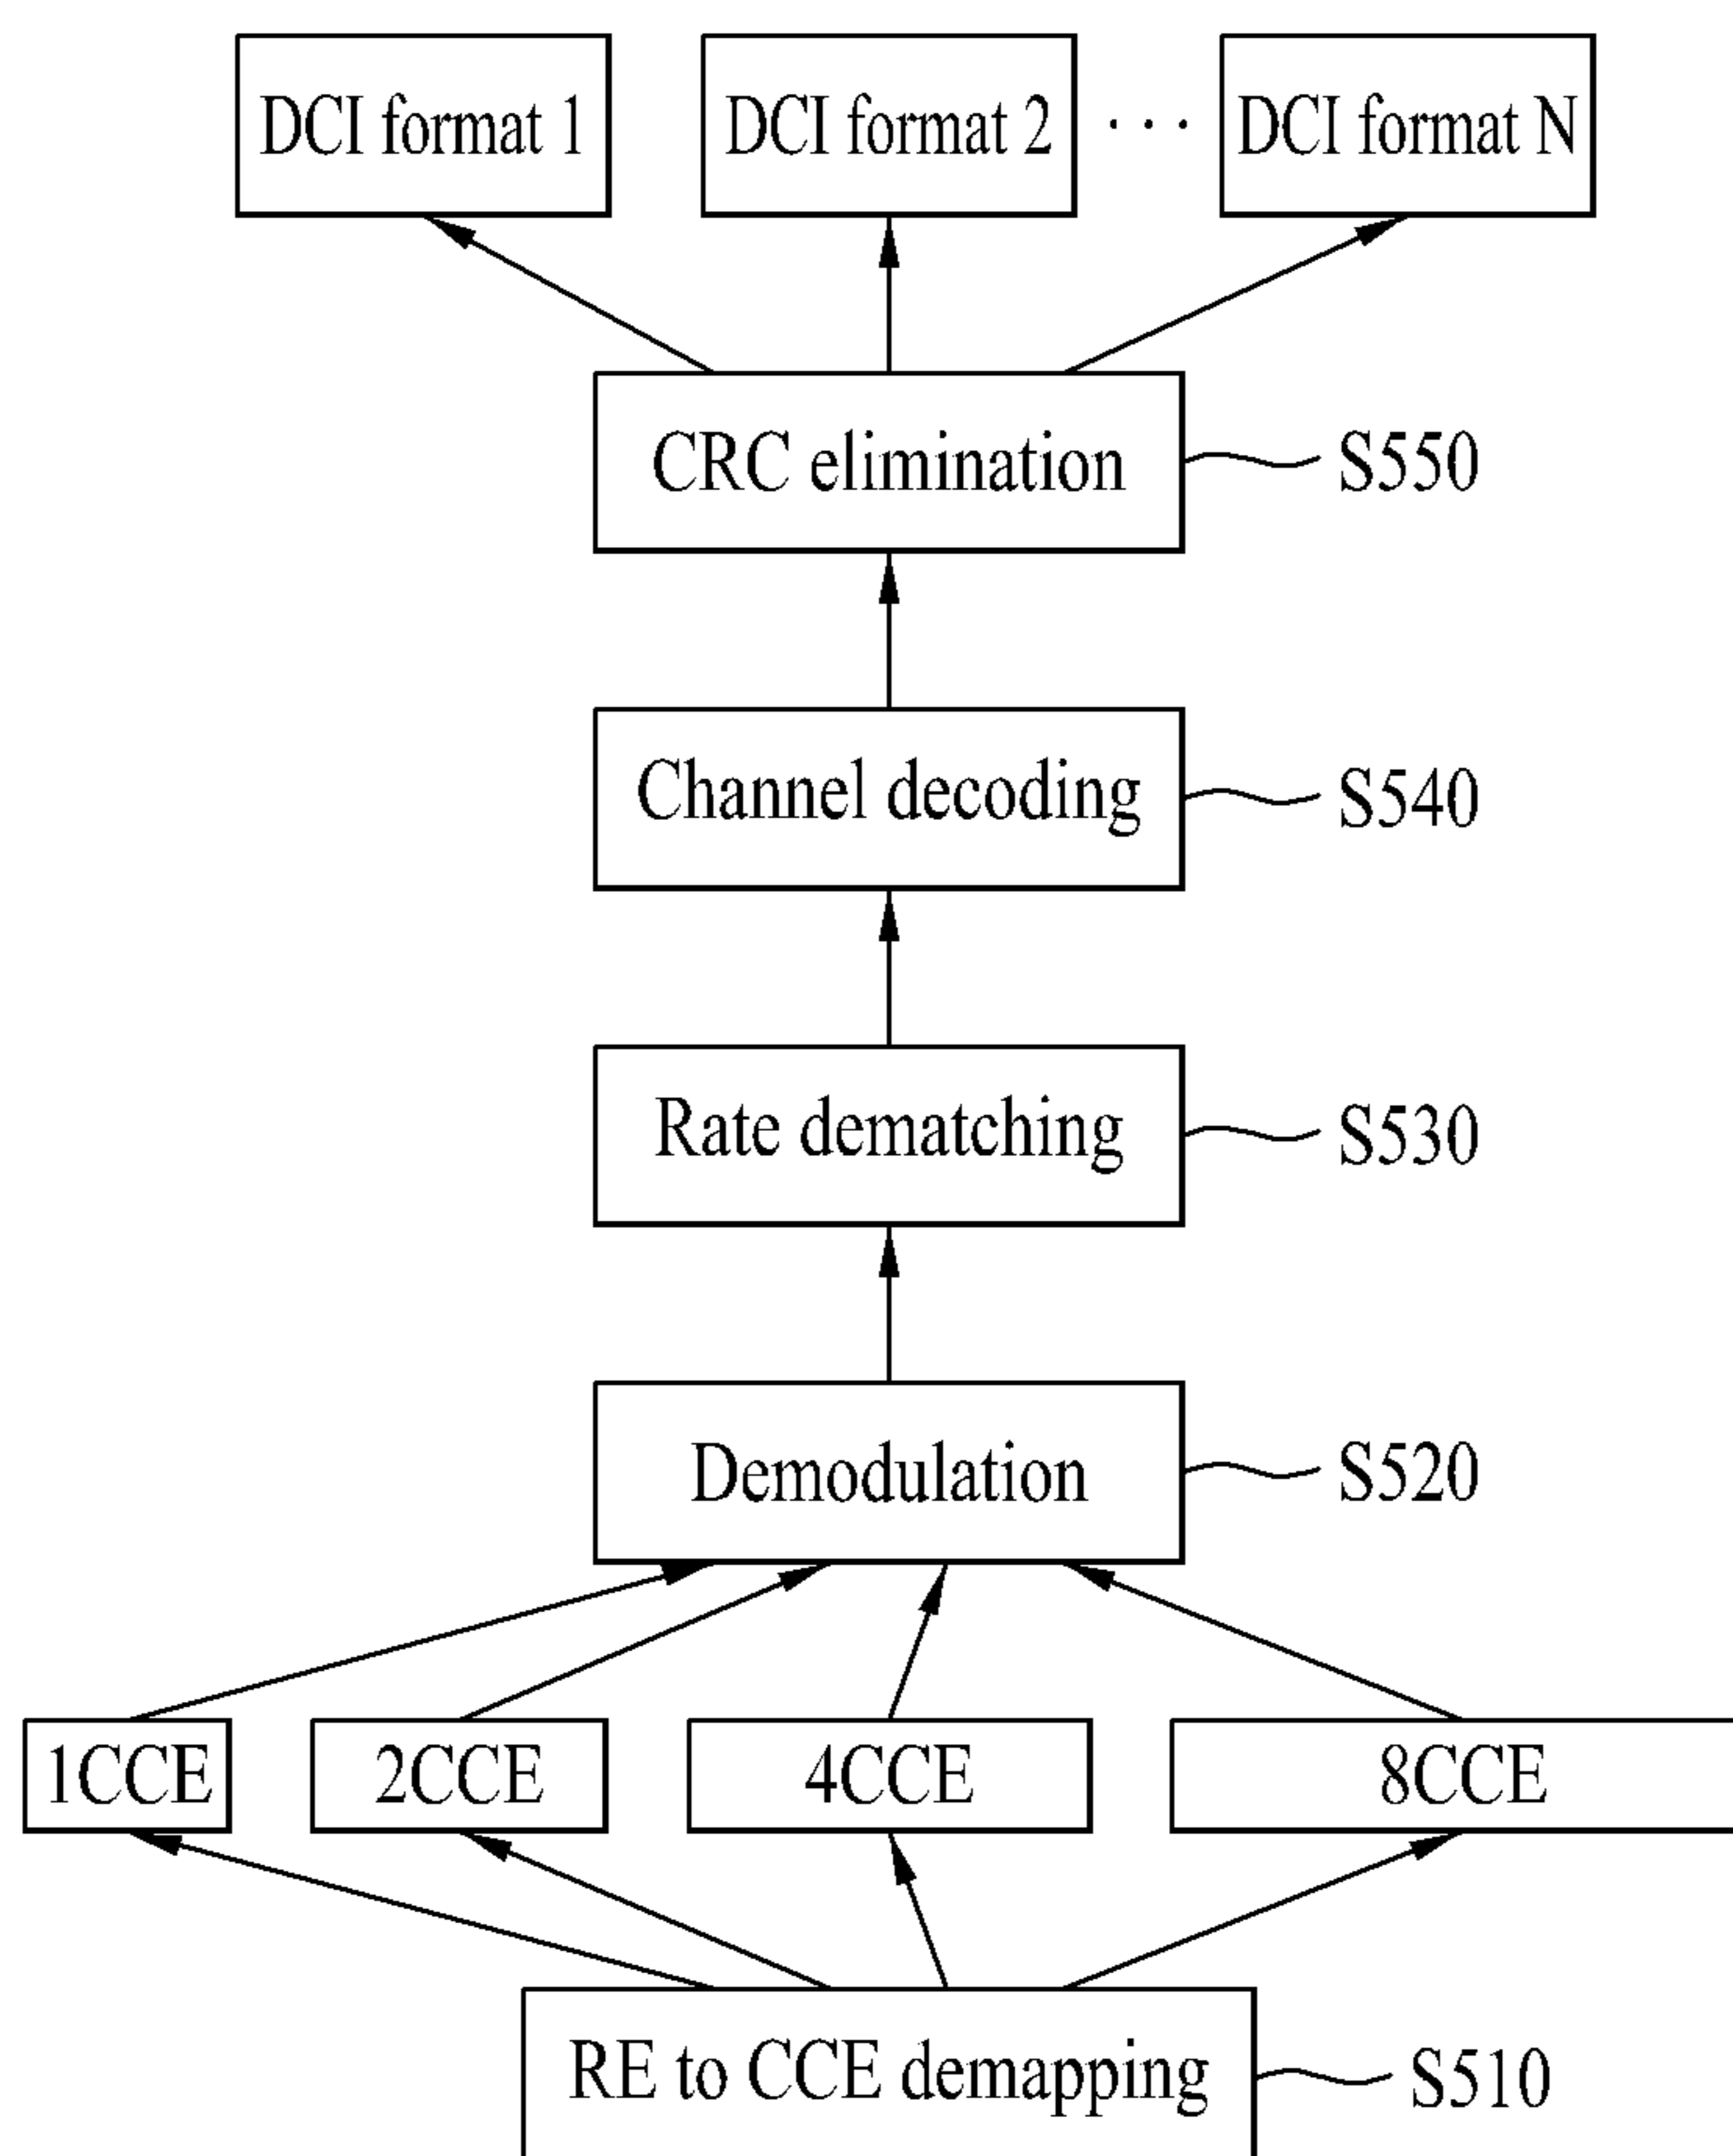 DCI format 1
DCI format 2
· · ·
DCI format N
CRC elimination
S550
Channel decoding
S540
Rate dematching
S530
Demodulation
S520
1CCE
2CCE
4CCE
8CCE
RE to CCE demapping
S510